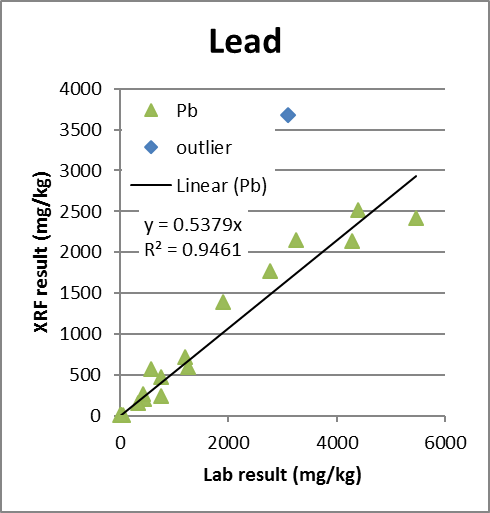 Lead
4000
3500
3000
2500
2000
1500
1000
500
0
XRF result (mg/kg)
Pb
outlier
Linear (Pb)
y = 0.5379x
R² = 0.9461
0 2000 4000 6000
Lab result (mg/kg)